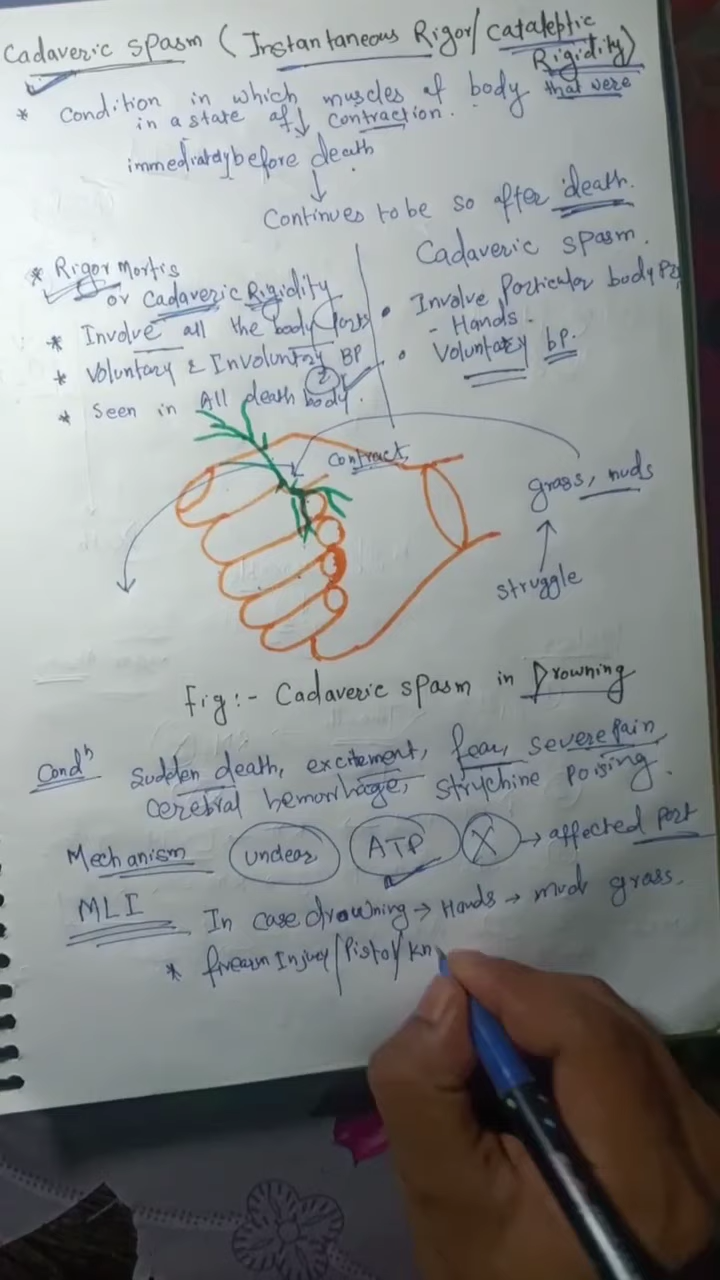 Cadaveric spasm ( Instantaneous Rigor/ Cataleptic
Rigidity)
* Condition in which muscles of body that were
in a state of contraction.
immediately before death
Continues to be so after death.
* Rigor mortis
or Cadaveric Rigidity
* Involve all the body Parts
* Voluntary & Involuntary BP
* Seen in All death body.
Cadaveric spasm.
• Involve Particular body P
- Hands -
• Voluntary bP.
Contract
grass, muds
struggle
Fig:- Cadaveric spasm in Drowning
Condn Sudden death, excitement, fear, severe pain
Cerebral hemorrhage, strychine poising.
Mechanism unclear ATP X → affected Part
MLI In case drowning → Hands → mud grass.
* firearm Injury/Pistol/Kn